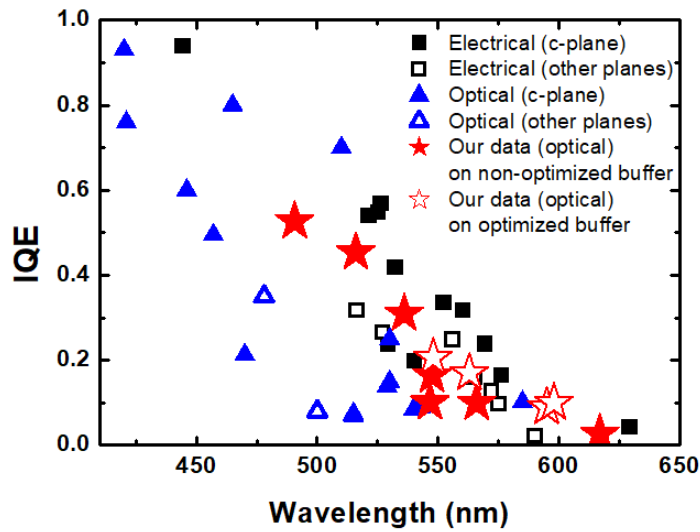 1.0
0.8
0.6
0.4
0.2
0.0
IQE
Electrical (c-plane)
Electrical (other planes)
Optical (c-plane)
Optical (other planes)
Our data (optical)
on non-optimized buffer
Our data (optical)
on optimized buffer
450 500 550 600 650
Wavelength (nm)